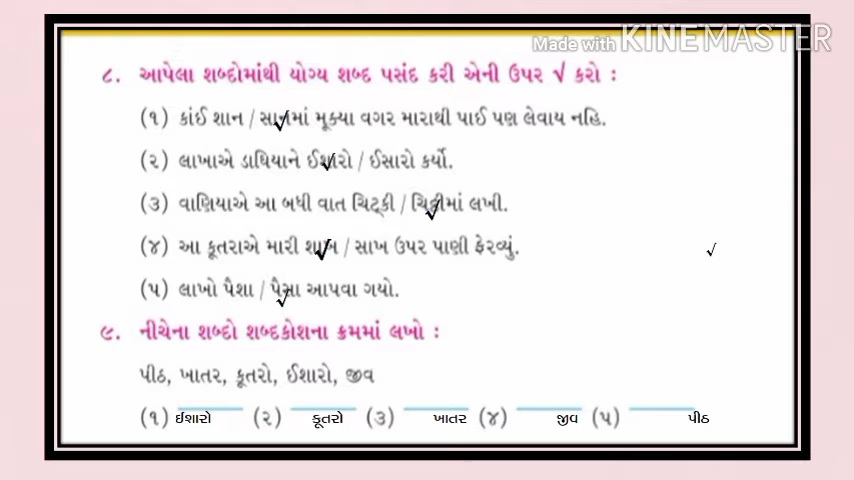 Made with KINEMASTER
૮. આપેલા શબ્દોમાંથી યોગ્ય શબ્દ પસંદ કરી એની ઉપર √ કરો :
(૧) કાંઈ શાન / સાનમાં મૂક્યા વગર મારાથી પાઈ પણ લેવાય નહિ.
(૨) લાખાએ ડાઘિયાને ઈશારો / ઈસારો કર્યો.
(૩) વાણિયાએ આ બધી વાત ચિટ્કી / ચિઠ્ઠીમાં લખી.
(૪) આ કૂતરાએ મારી શાખ / સાખ ઉપર પાણી ફેરવ્યું. √
(૫) લાખો પૈશા / પૈસા આપવા ગયો.
૯. નીચેના શબ્દો શબ્દકોશના ક્રમમાં લખો :
પીઠ, ખાતર, કૂતરો, ઈશારો, જીવ
(૧) ઈશારો (૨) કૂતરો (૩) ખાતર (૪) જીવ (૫) પીઠ